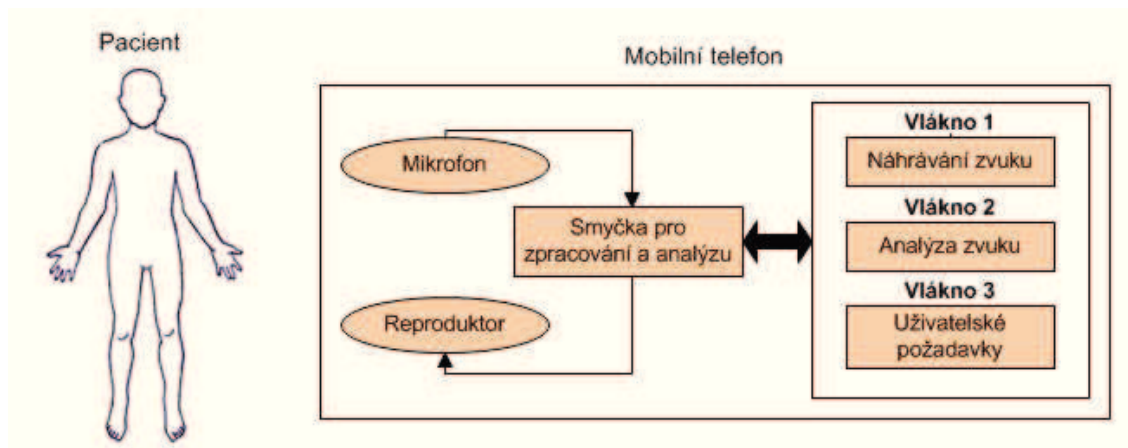 Pacient
Mobilní telefon
Mikrofon
Reproduktor
Smyčka pro
zpracování a analýzu
Vlákno 1
Náhrávání zvuku
Vlákno 2
Analýza zvuku
Vlákno 3
Uživatelské
požadavky